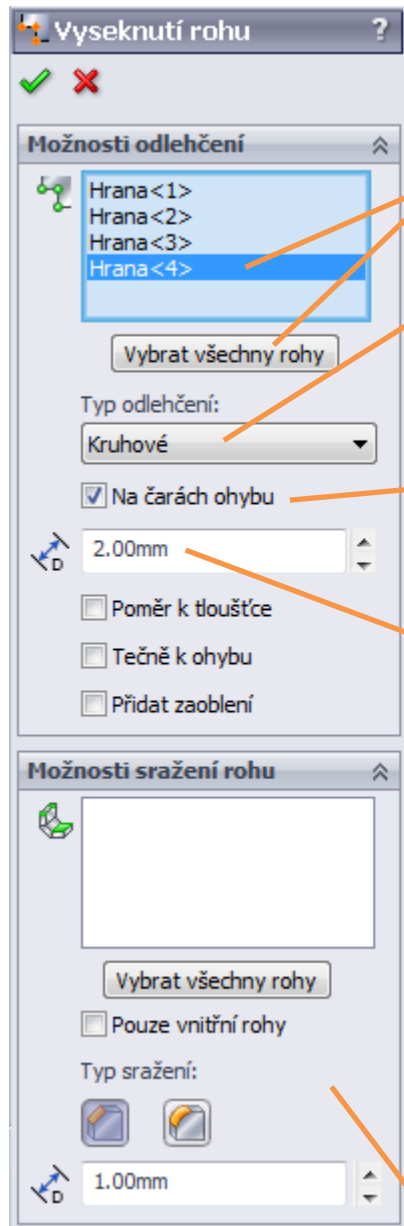 Vyseknutí rohu ?
Možnosti odlehčení
Hrana<1>
Hrana<2>
Hrana<3>
Hrana<4>
Vybrat všechny rohy
Typ odlehčení:
Kruhové
Na čarách ohybu
D 2.00mm
Poměr k tloušťce
Tečně k ohybu
Přidat zaoblení
Možnosti sražení rohu
Vybrat všechny rohy
Pouze vnitřní rohy
Typ sražení:
D 1.00mm